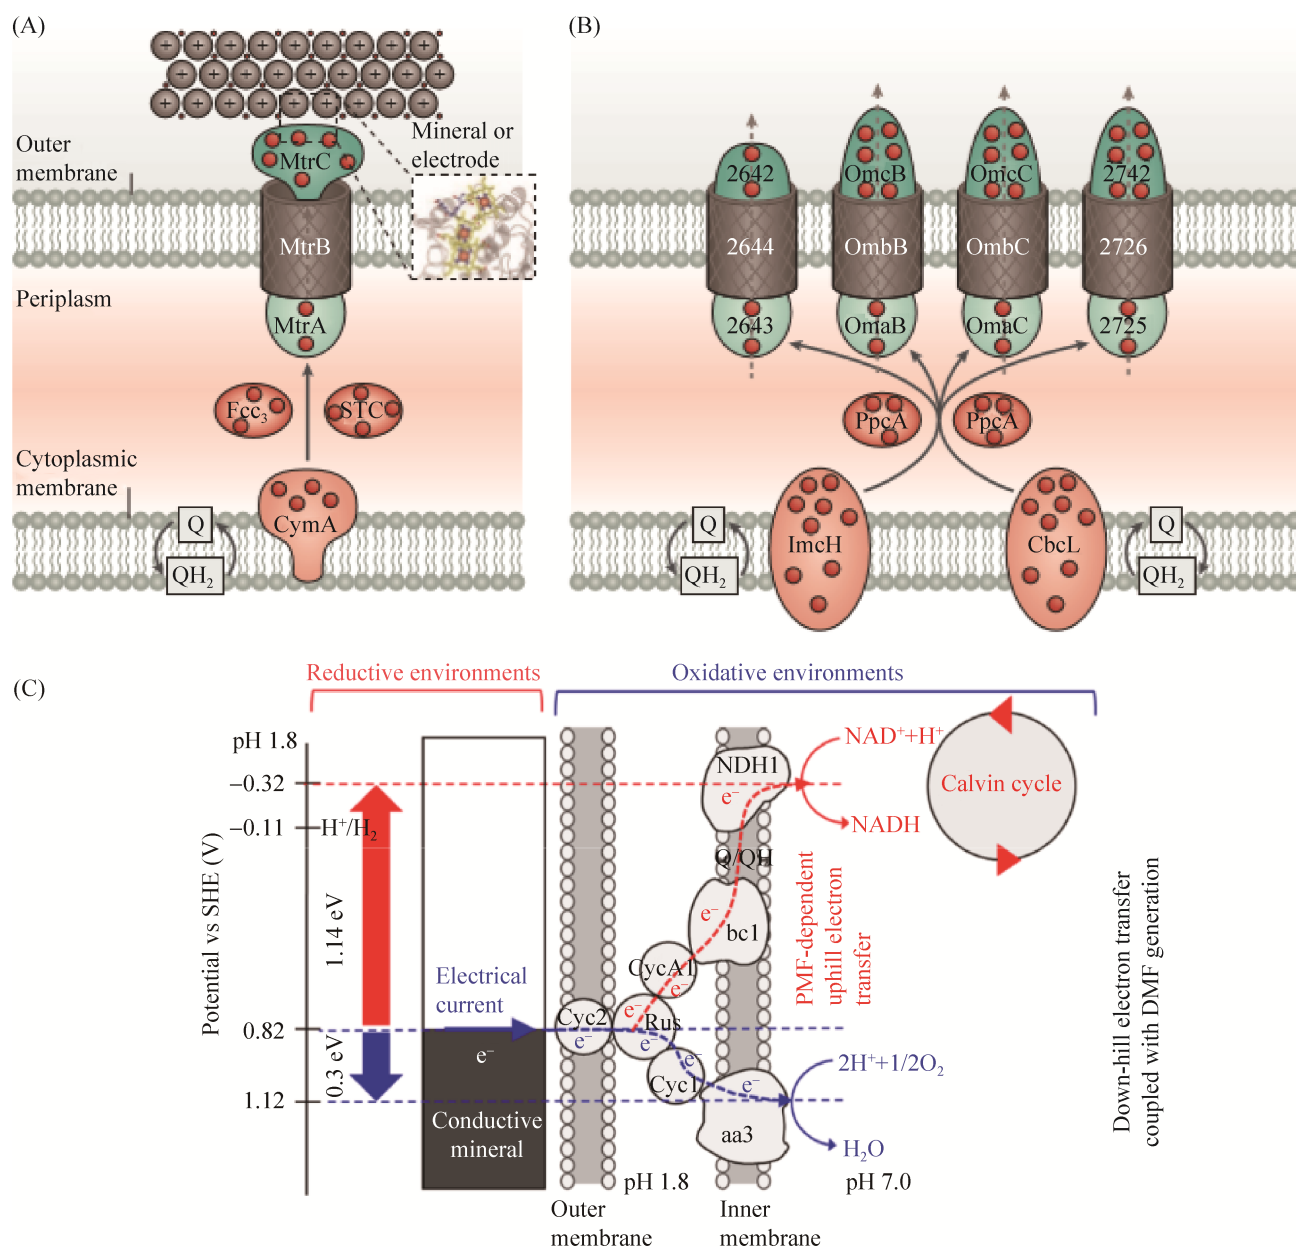 (A)
Outer
membrane
Mineral or
electrode
MtrC
MtrB
Periplasm
MtrA
Fcc₃
STC
Cytoplasmic
membrane
CymA
Q
QH₂
(B)
2642
OmcB
OmcC
2742
2644
OmbB
OmbC
2726
2643
OmaB
OmaC
2725
PpcA
PpcA
ImcH
CbcL
Q
QH₂
Q
QH₂
(C)
Reductive environments
Oxidative environments
pH 1.8
−0.32
−0.11
0.82
1.12
Potential vs SHE (V)
H⁺/H₂
1.14 eV
0.3 eV
Electrical
current
e⁻
Conductive
mineral
Cyc2
e⁻
Rus
e⁻
e⁻
CycA1
e⁻
Cyc1
e⁻
bc1
e⁻
Q/QH
NDH1
e⁻
aa3
e⁻
NAD⁺+H⁺
NADH
Calvin cycle
PMF-dependent
uphill electron
transfer
2H⁺+1/2O₂
H₂O
pH 1.8
pH 7.0
Outer
membrane
Inner
membrane
Down-hill electron transfer
coupled with DMF generation